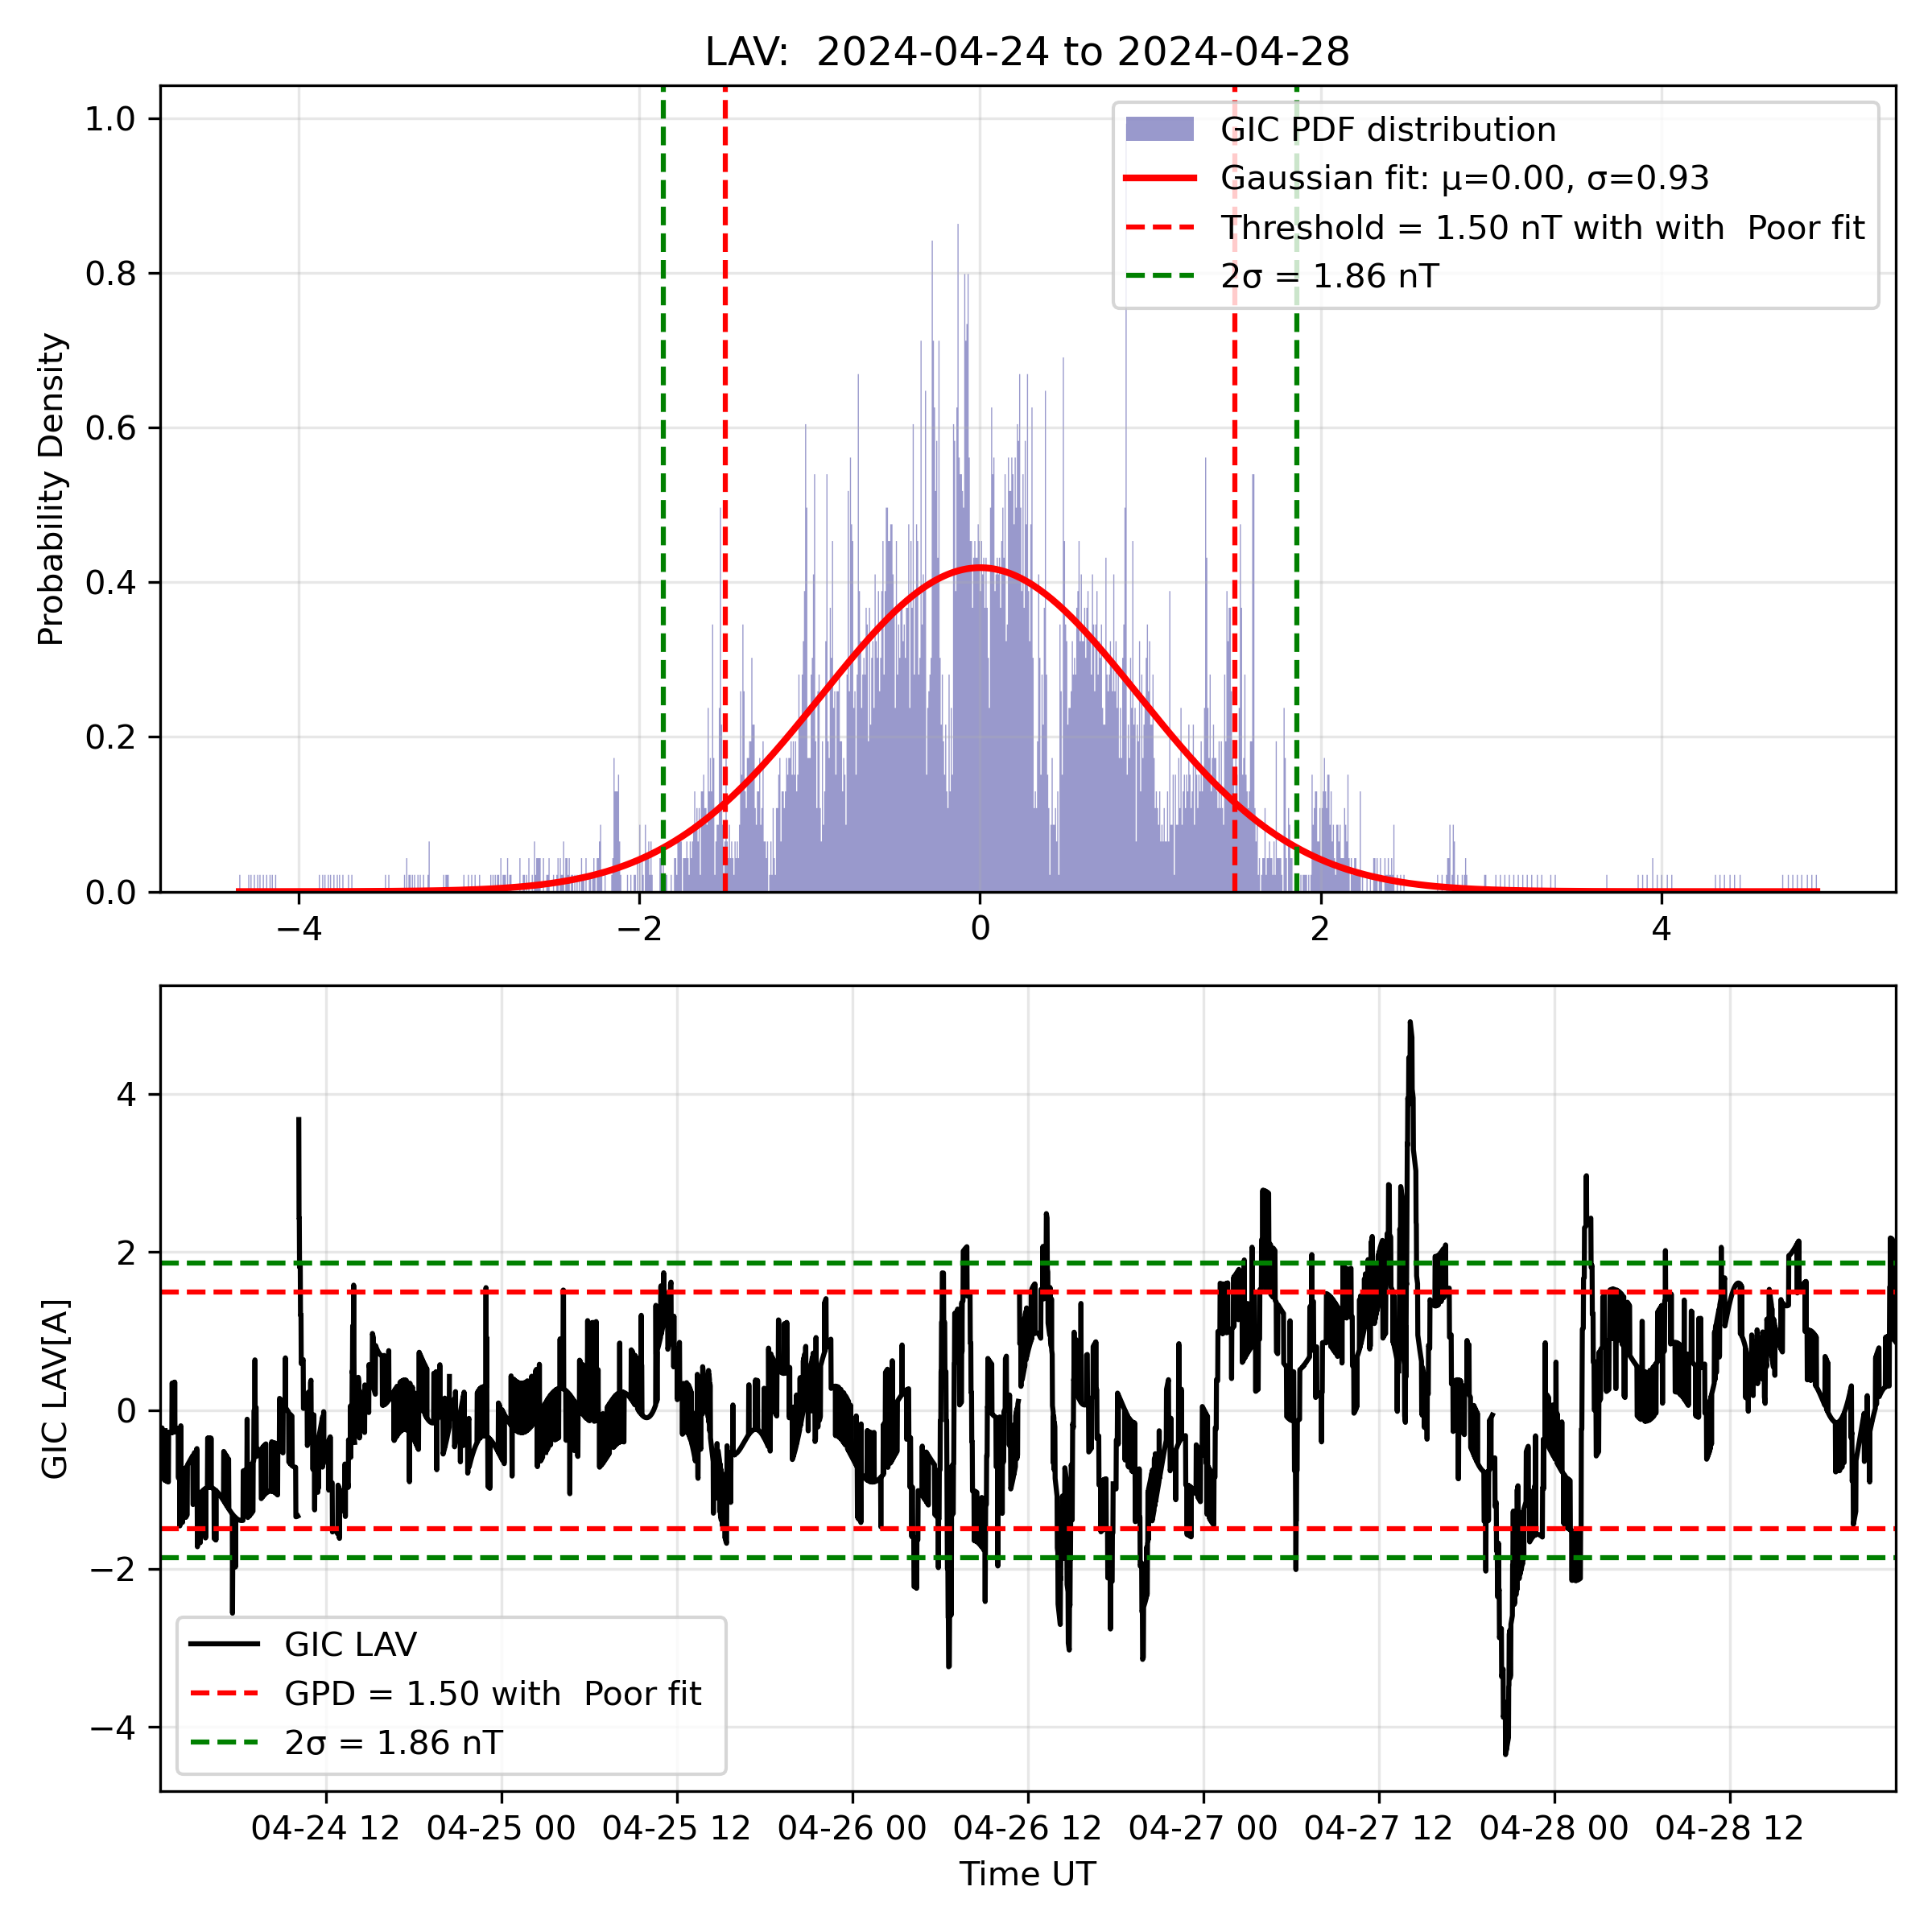 LAV:  2024-04-24 to 2024-04-28
1.0
0.8
0.6
0.4
0.2
0.0
Probability Density
GIC PDF distribution
Gaussian fit: μ=0.00, σ=0.93
Threshold = 1.50 nT with with  Poor fit
2σ = 1.86 nT
−4
−2
0
2
4
4
2
0
−2
−4
GIC LAV[A]
GIC LAV
GPD = 1.50 with  Poor fit
2σ = 1.86 nT
04-24 12
04-25 00
04-25 12
04-26 00
04-26 12
04-27 00
04-27 12
04-28 00
04-28 12
Time UT